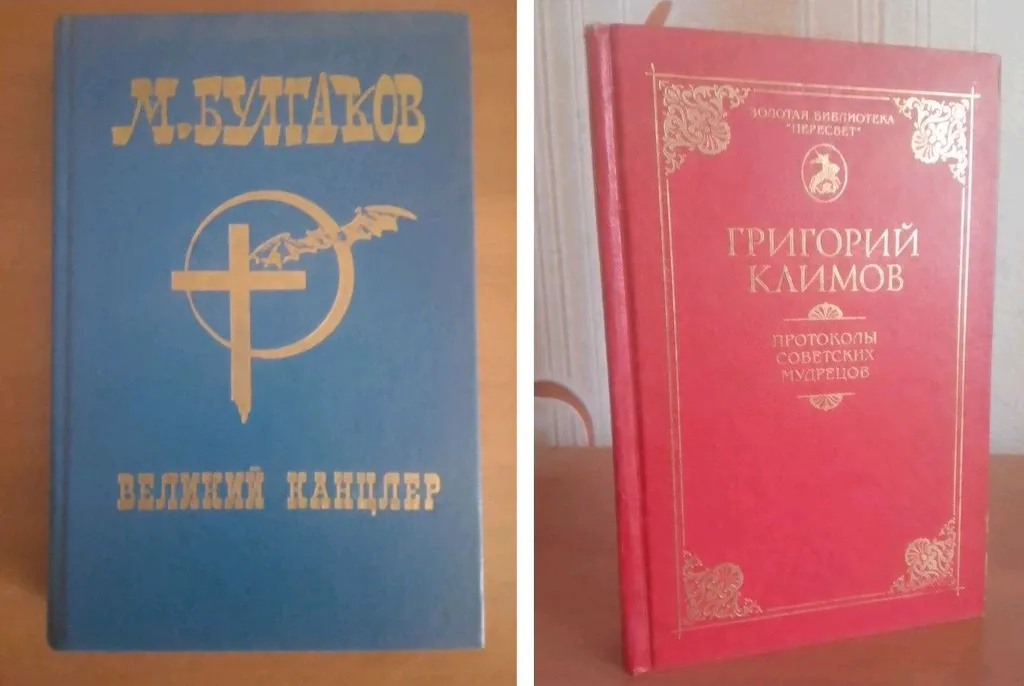 М.БУЛГАКОВ
ВЕЛИКИЙ КАНЦЛЕР
ЗОЛОТАЯ БИБЛИОТЕКА
"ПЕРЕСВЕТ"
ГРИГОРИЙ
КЛИМОВ
ПРОТОКОЛЫ
СОВЕТСКИХ
МУДРЕЦОВ